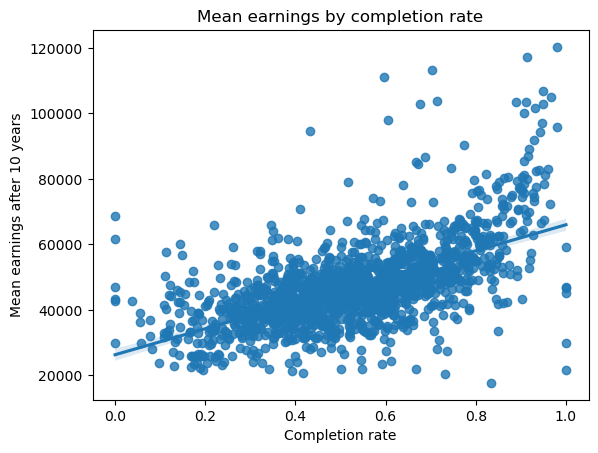 Mean earnings by completion rate
120000
100000
80000
60000
40000
20000
Mean earnings after 10 years
0.0 0.2 0.4 0.6 0.8 1.0
Completion rate